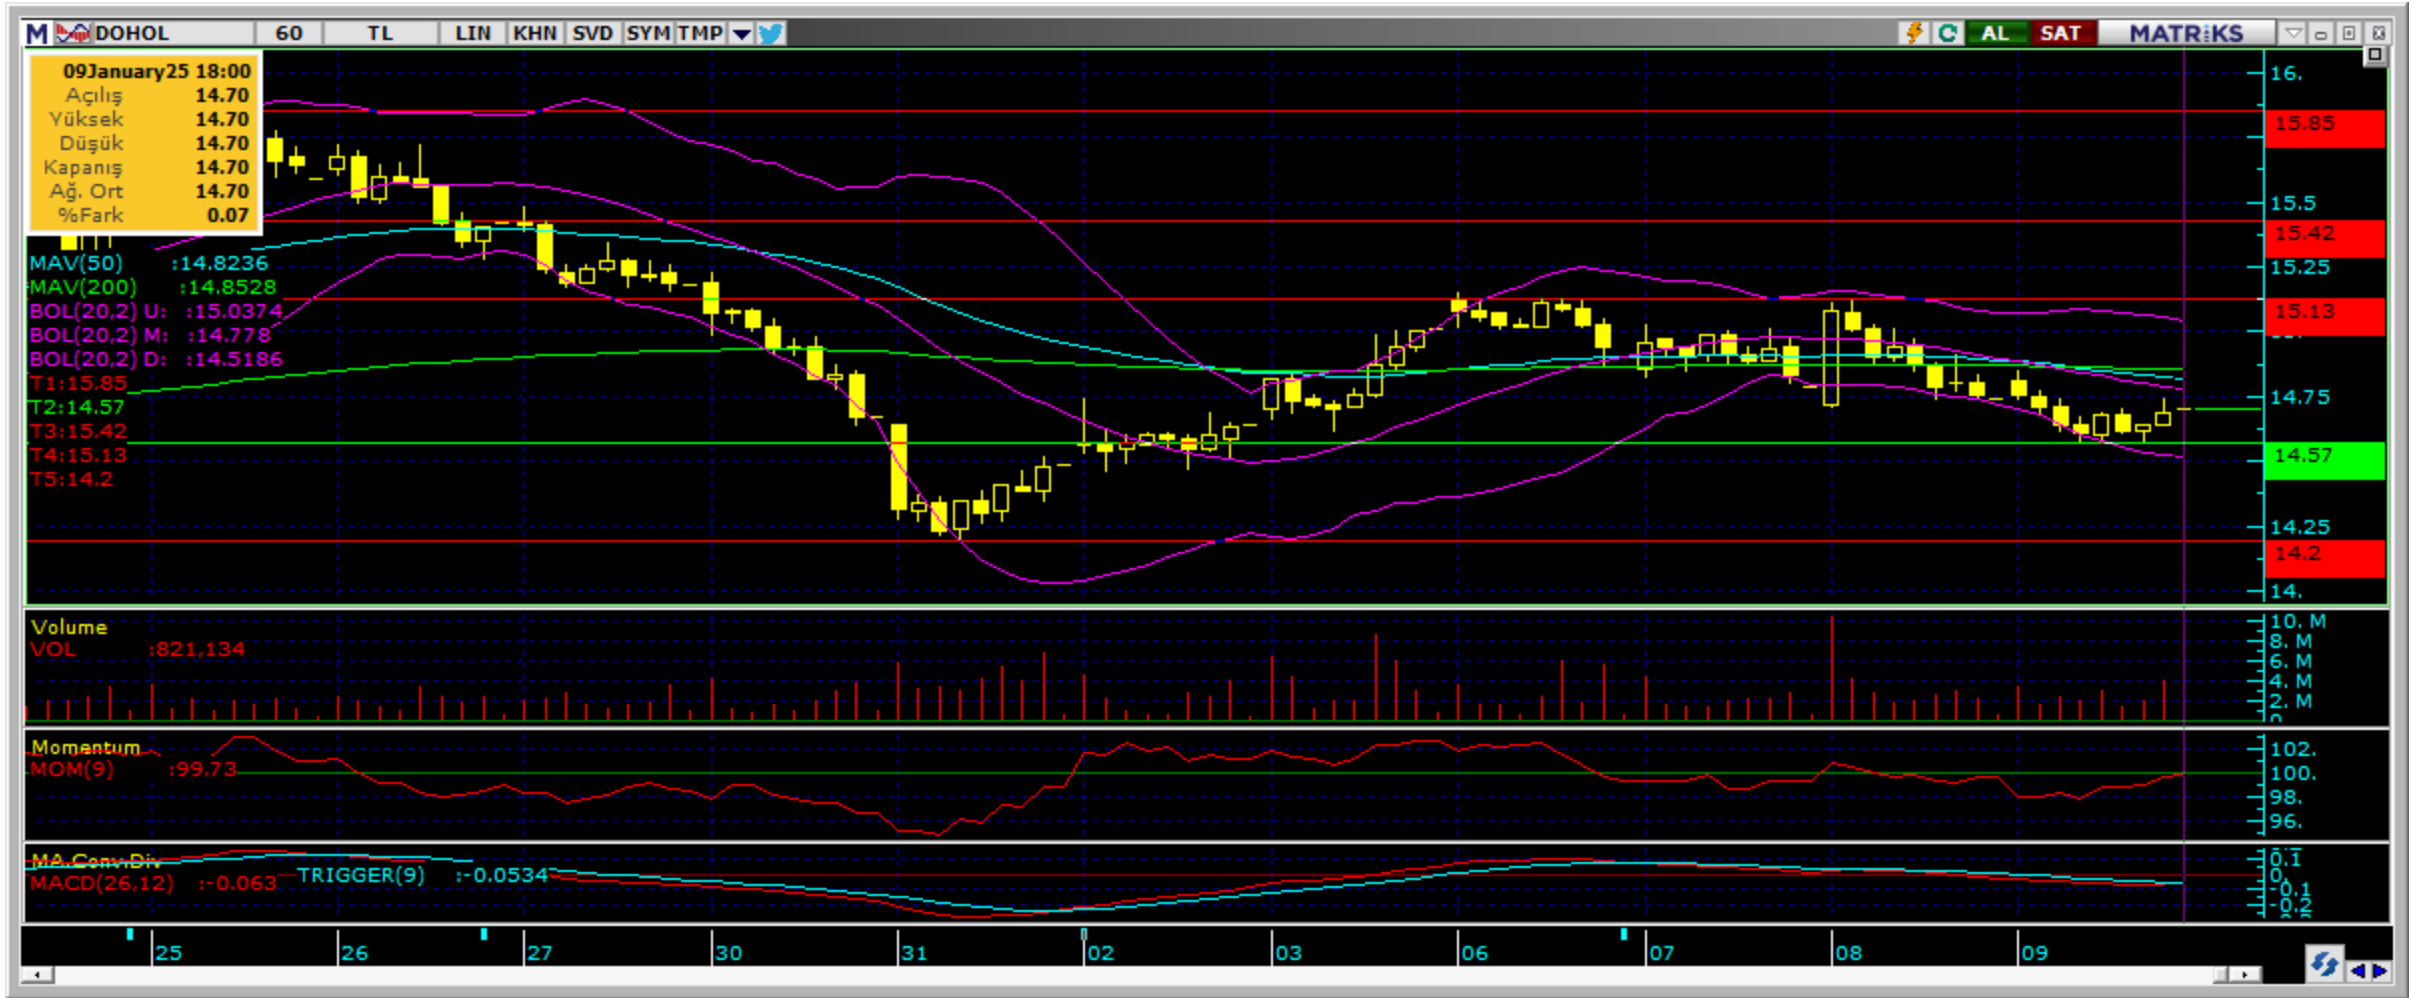 M DOHOL 60 TL LIN KHN SVD SYM TMP AL SAT MATRİKS
09January25 18:00
Açılış 14.70
Yüksek 14.70
Düşük 14.70
Kapanış 14.70
Ağ. Ort 14.70
%Fark 0.07
MAV(50) :14.8236
MAV(200) :14.8528
BOL(20,2) U: :15.0374
BOL(20,2) M: :14.778
BOL(20,2) D: :14.5186
T1:15.85
T2:14.57
T3:15.42
T4:15.13
T5:14.2
16.
15.85
15.5
15.42
15.25
15.13
14.75
14.57
14.25
14.2
14.
Volume
VOL :821,134
10. M
8. M
6. M
4. M
2. M
0
Momentum
MOM(9) :99.73
102.
100.
98.
96.
MA.Conv.Div
MACD(26,12) :-0.063 TRIGGER(9) :-0.0534
0.1
0.
-0.1
-0.2
25 26 27 30 31 02 03 06 07 08 09